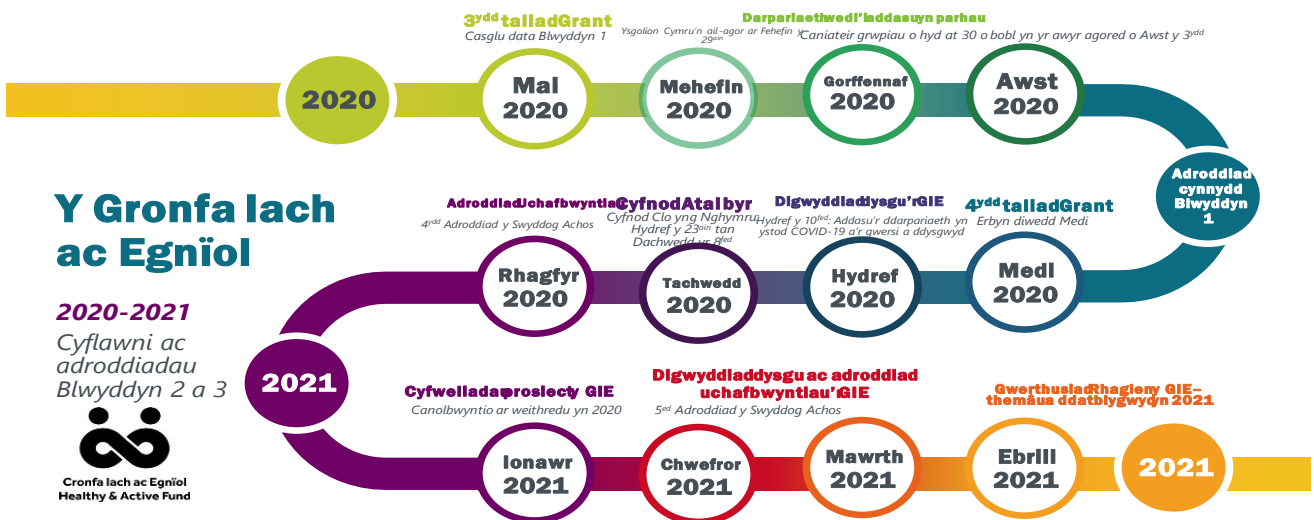 3ydd talladGrant
Casglu data Blwyddyn 1
Ysgolion Cymru'n ail-agor ar Fehefin y
29ain
Darpariaethwedi'laddasuyn parhau
Caniateir grwpiau o hyd at 30 o bobl yn yr awyr agored o Awst y 3ydd
2020
Mai
2020
Mehefin
2020
Gorffennaf
2020
Awst
2020
Adroddiad
cynnydd
Blwyddyn
1
Y Gronfa Iach
ac Egnïol
2020-2021
Cyflawni ac
adroddiadau
Blwyddyn 2 a 3
Cronfa Iach ac Egnïol
Healthy & Active Fund
AdroddiadUchafbwyntiau
4ydd Adroddiad y Swyddog Achos
CyfnodAtalbyr
Cyfnod Clo yng Nghymru
Hydref y 23ain tan
Dachwedd yr 8fed
Digwyddiaddysgu'rGIE
Hydref y 10fed: Addasu'r ddarpariaeth yn
ystod COVID-19 a'r gwersi a ddysgwyd
4ydd talladGrant
Erbyn diwedd Medi
Rhagfyr
2020
Tachwedd
2020
Hydref
2020
Medi
2020
2021
Cyfweliadauprosiecty GIE
Canolbwyntio ar weithredu yn 2020
Digwyddiaddysgu ac adroddiad
uchafbwyntiau'rGIE
5ed Adroddiad y Swyddog Achos
GwerthusiadRhagleny GIE–
themâua ddatblygwydyn 2021
Ionawr
2021
Chwefror
2021
Mawrth
2021
Ebrill
2021
2021